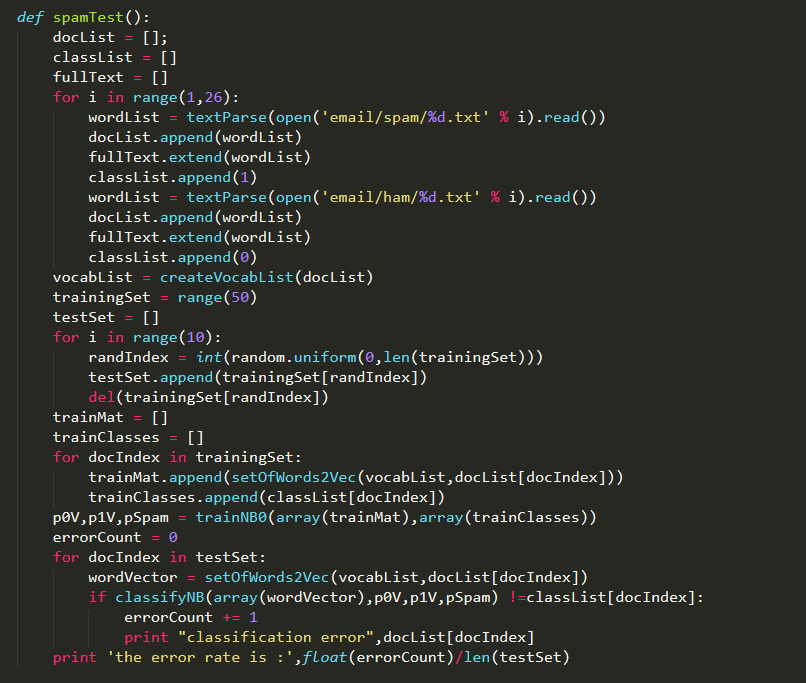 def spamTest():
    docList = [];
    classList = []
    fullText = []
    for i in range(1,26):
        wordList = textParse(open('email/spam/%d.txt' % i).read())
        docList.append(wordList)
        fullText.extend(wordList)
        classList.append(1)
        wordList = textParse(open('email/ham/%d.txt' % i).read())
        docList.append(wordList)
        fullText.extend(wordList)
        classList.append(0)
    vocabList = createVocabList(docList)
    trainingSet = range(50)
    testSet = []
    for i in range(10):
        randIndex = int(random.uniform(0,len(trainingSet)))
        testSet.append(trainingSet[randIndex])
        del(trainingSet[randIndex])
    trainMat = []
    trainClasses = []
    for docIndex in trainingSet:
        trainMat.append(setOfWords2Vec(vocabList,docList[docIndex]))
        trainClasses.append(classList[docIndex])
    p0V,p1V,pSpam = trainNB0(array(trainMat),array(trainClasses))
    errorCount = 0
    for docIndex in testSet:
        wordVector = setOfWords2Vec(vocabList,docList[docIndex])
        if classifyNB(array(wordVector),p0V,p1V,pSpam) !=classList[docIndex]:
            errorCount += 1
            print "classification error",docList[docIndex]
    print 'the error rate is :',float(errorCount)/len(testSet)